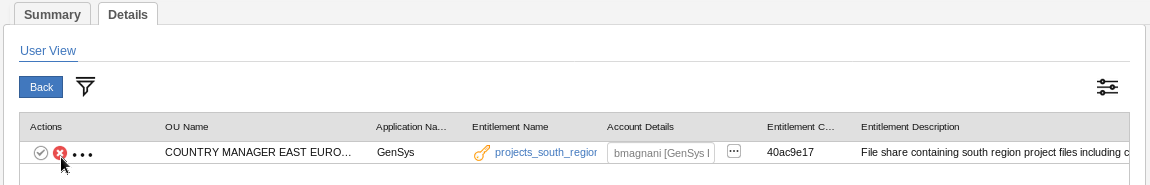 Summary Details
User View
Back
Actions OU Name Application Na... Entitlement Name Account Details Entitlement C... Entitlement Description
COUNTRY MANAGER EAST EURO... GenSys projects_south_region bmagnani [GenSys 40ac9e17 File share containing south region project files including c